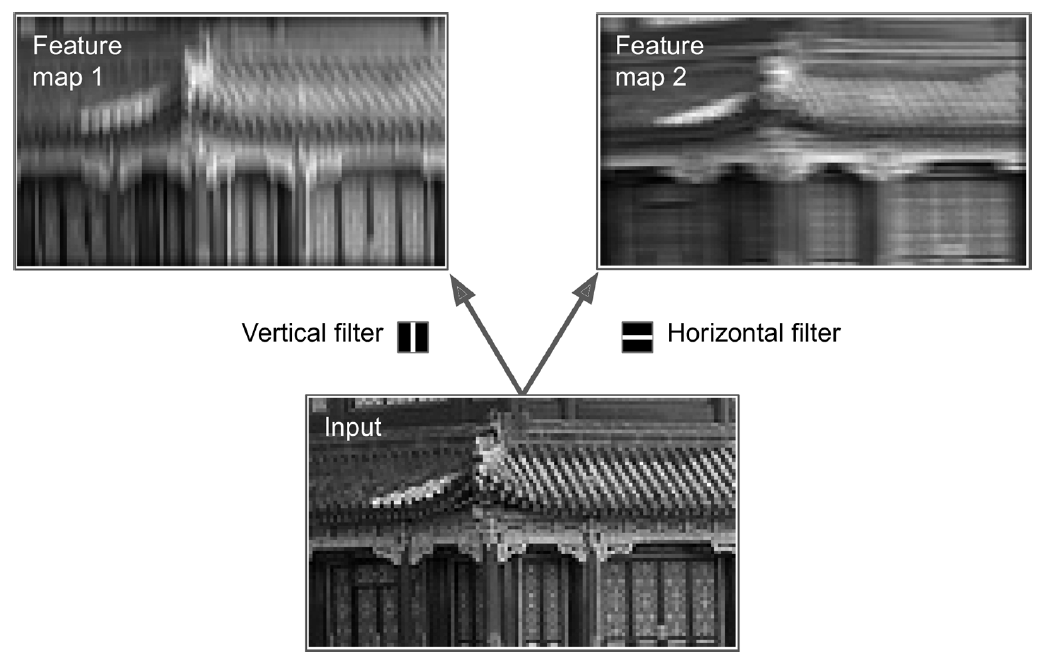 Feature
map 1
Feature
map 2
Vertical filter
Horizontal filter
Input